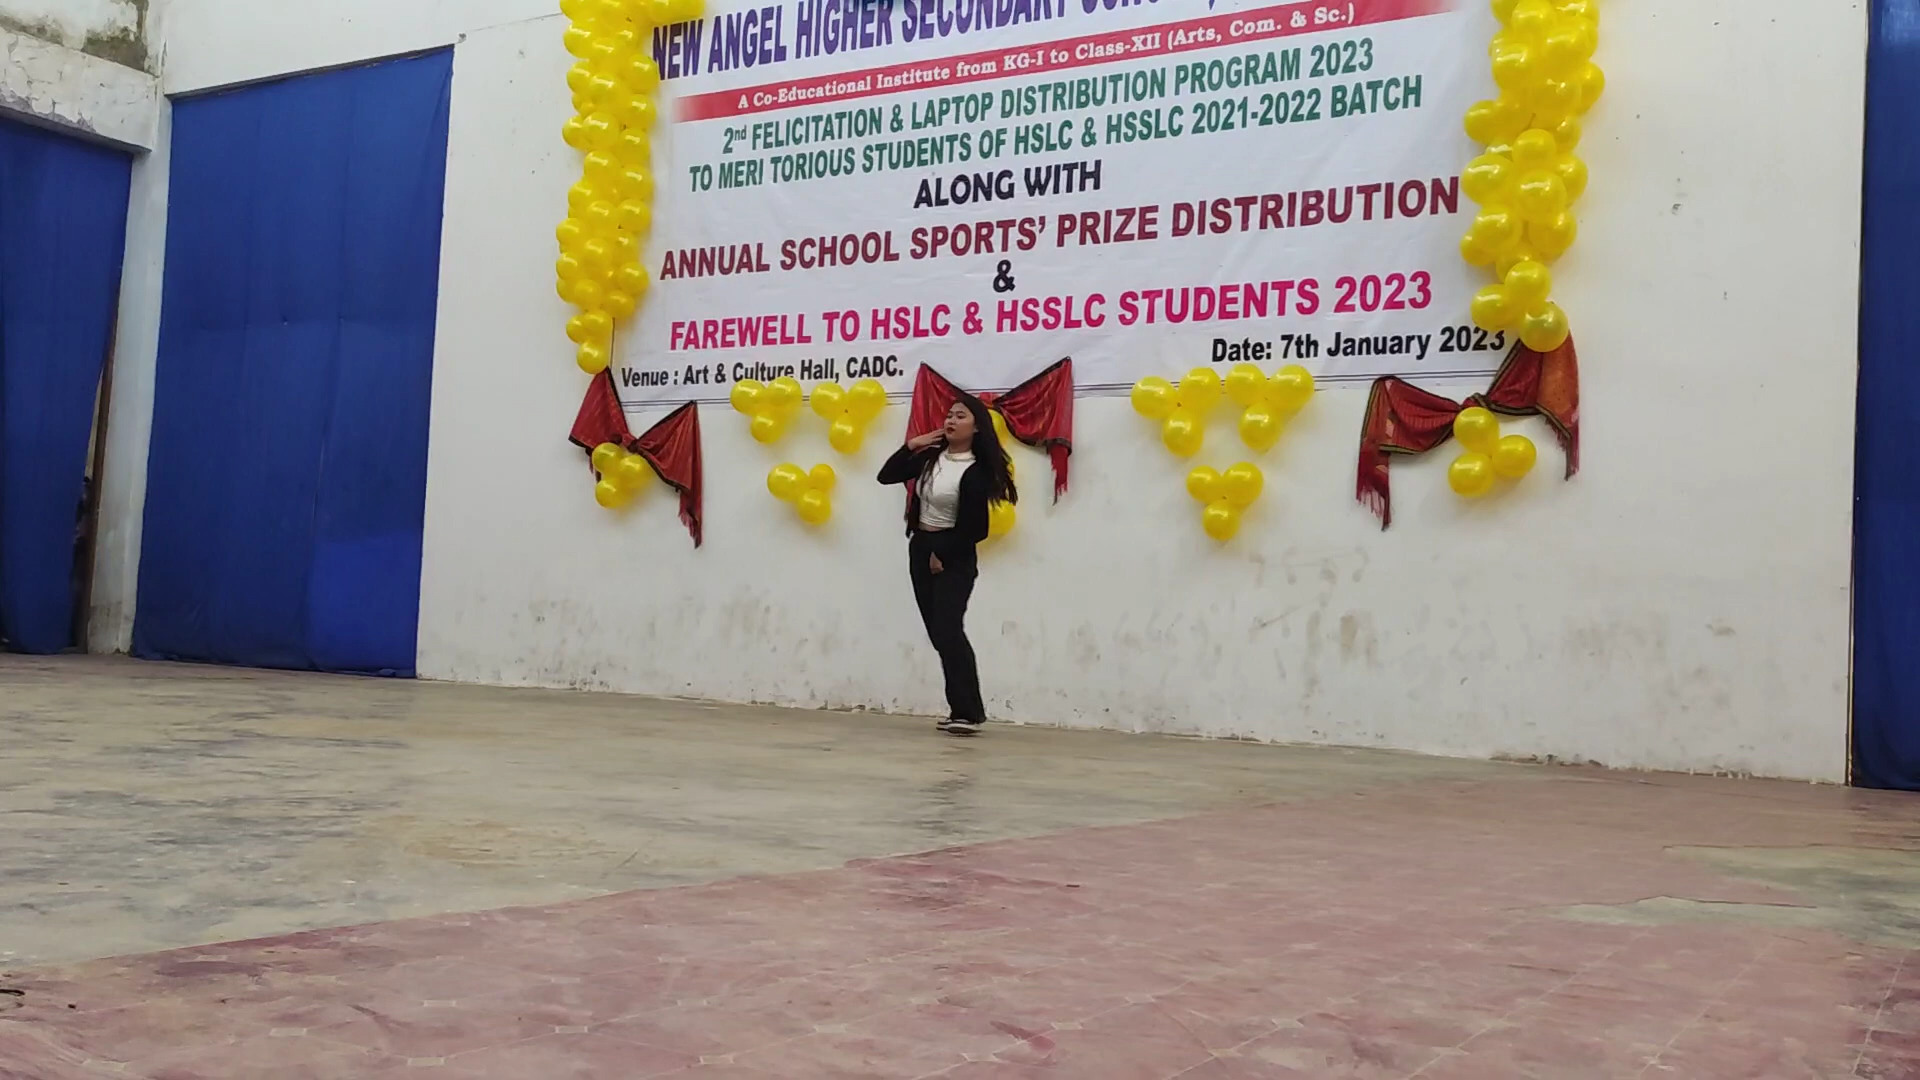 NEW ANGEL HIGHER SECONDARY
A Co-Educational Institute from KG-I to Class-XII (Arts, Com. & Sc.)
2nd FELICITATION & LAPTOP DISTRIBUTION PROGRAM 2023
TO MERI TORIOUS STUDENTS OF HSLC & HSSLC 2021-2022 BATCH
ALONG WITH
ANNUAL SCHOOL SPORTS' PRIZE DISTRIBUTION
&
FAREWELL TO HSLC & HSSLC STUDENTS 2023
Venue : Art & Culture Hall, CADC.
Date: 7th January 2023